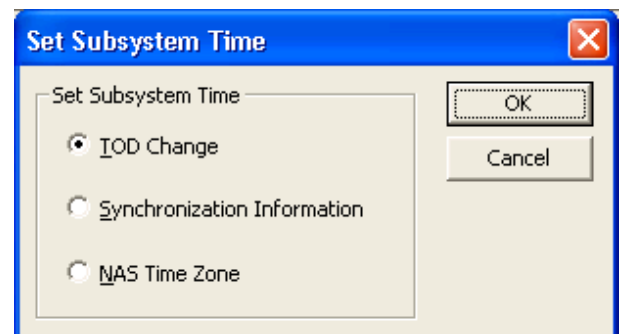 Set Subsystem Time
Set Subsystem Time
TOD Change
Synchronization Information
NAS Time Zone
OK
Cancel